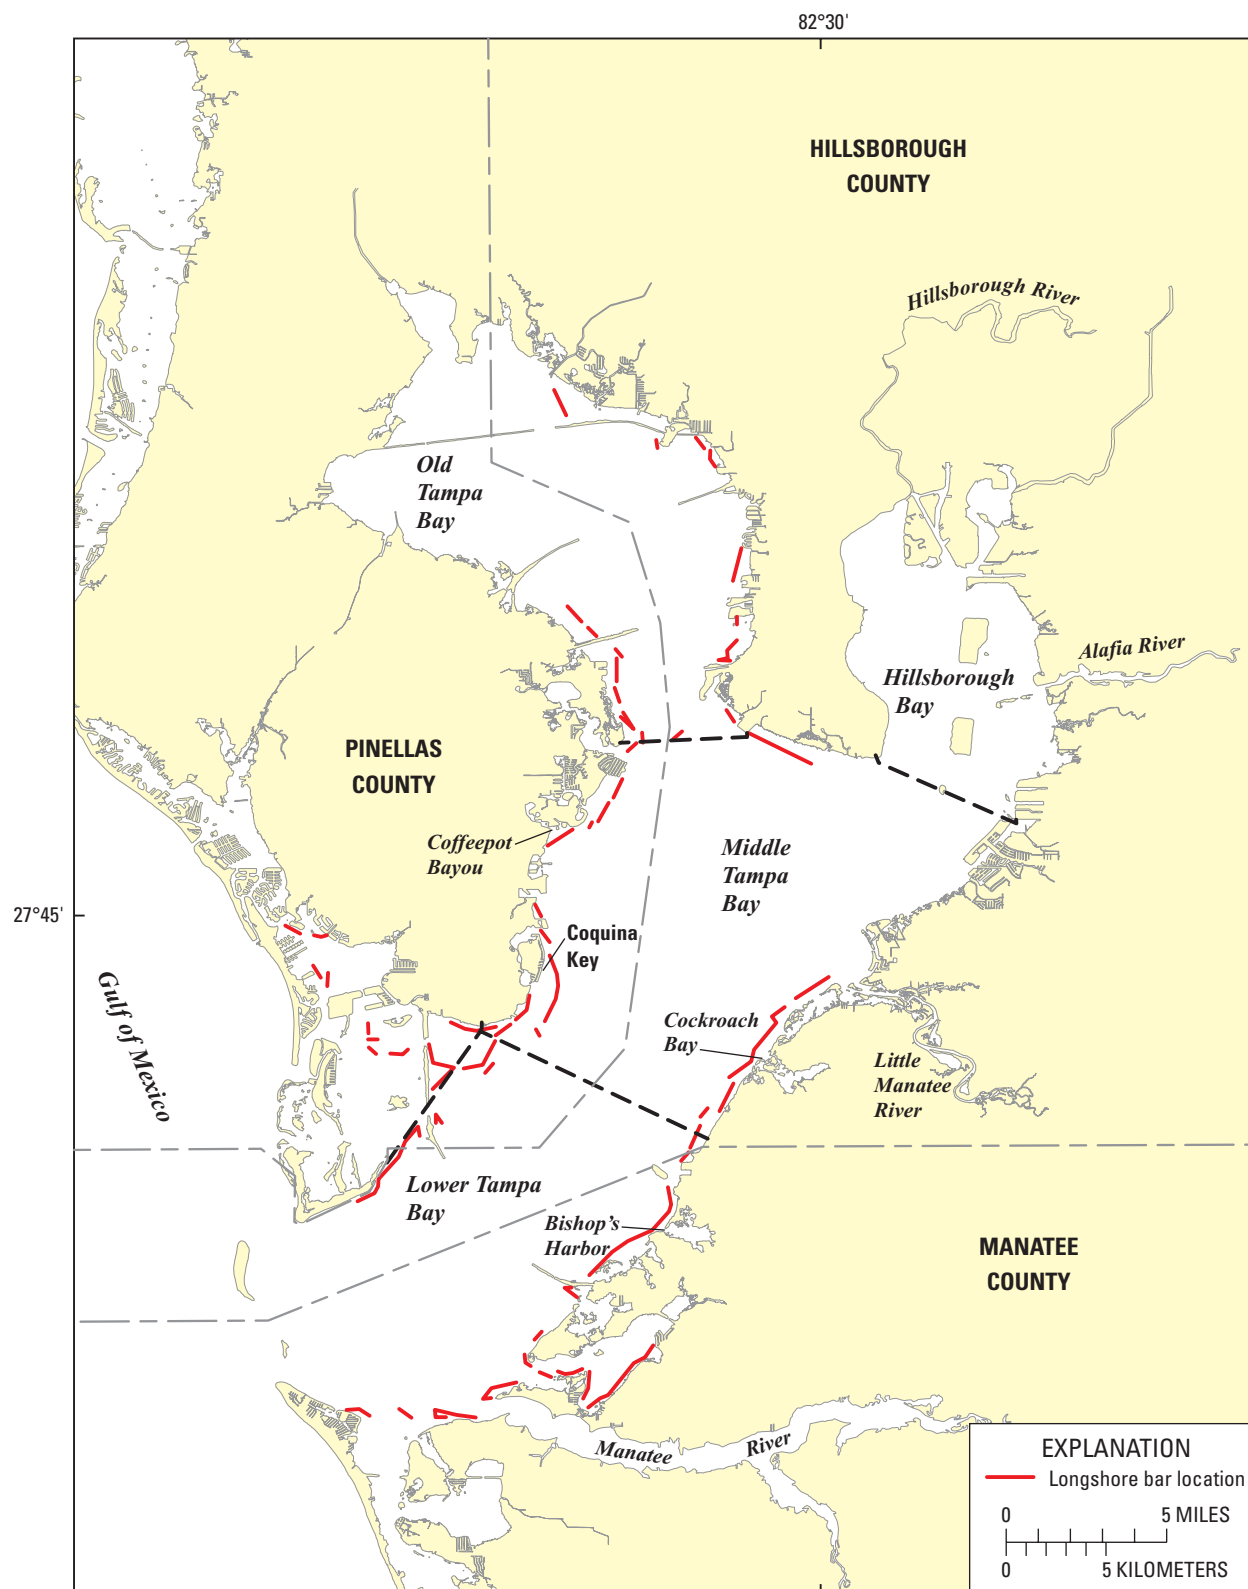 82°30'
HILLSBOROUGH
COUNTY
Hillsborough River
Old
Tampa
Bay
Alafia River
Hillsborough
Bay
PINELLAS
COUNTY
Coffeepot
Bayou
Middle
Tampa
Bay
27°45'
Coquina
Key
Gulf of Mexico
Cockroach
Bay
Little
Manatee
River
Lower Tampa
Bay
Bishop's
Harbor
MANATEE
COUNTY
Manatee River
EXPLANATION
Longshore bar location
0 5 MILES
0 5 KILOMETERS